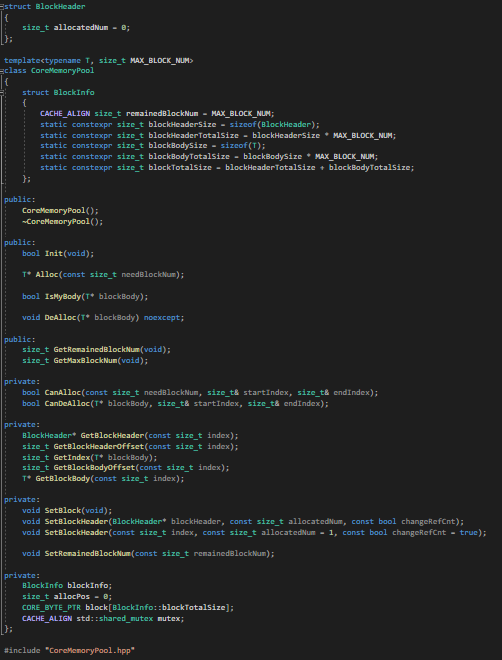 struct BlockHeader
{
size_t allocatedNum = 0;
};
template<typename T, size_t MAX_BLOCK_NUM>
class CoreMemoryPool
{
struct BlockInfo
{
CACHE_ALIGN size_t remainedBlockNum = MAX_BLOCK_NUM;
static constexpr size_t blockHeaderSize = sizeof(BlockHeader);
static constexpr size_t blockHeaderTotalSize = blockHeaderSize * MAX_BLOCK_NUM;
static constexpr size_t blockBodySize = sizeof(T);
static constexpr size_t blockBodyTotalSize = blockBodySize * MAX_BLOCK_NUM;
static constexpr size_t blockTotalSize = blockHeaderTotalSize + blockBodyTotalSize;
};
public:
CoreMemoryPool();
~CoreMemoryPool();
public:
bool Init(void);
T* Alloc(const size_t needBlockNum);
bool IsMyBody(T* blockBody);
void DeAlloc(T* blockBody) noexcept;
public:
size_t GetRemainedBlockNum(void);
size_t GetMaxBlockNum(void);
private:
bool CanAlloc(const size_t needBlockNum, size_t& startIndex, size_t& endIndex);
bool CanDeAlloc(T* blockBody, size_t& startIndex, size_t& endIndex);
private:
BlockHeader* GetBlockHeader(const size_t index);
size_t GetBlockHeaderOffset(const size_t index);
size_t GetIndex(T* blockBody);
size_t GetBlockBodyOffset(const size_t index);
T* GetBlockBody(const size_t index);
private:
void SetBlock(void);
void SetBlockHeader(BlockHeader* blockHeader, const size_t allocatedNum, const bool changeRefCnt);
void SetBlockHeader(const size_t index, const size_t allocatedNum = 1, const bool changeRefCnt = true);
void SetRemainedBlockNum(const size_t remainedBlockNum);
private:
BlockInfo blockInfo;
size_t allocPos = 0;
CORE_BYTE_PTR block[BlockInfo::blockTotalSize];
CACHE_ALIGN std::shared_mutex mutex;
};
#include "CoreMemoryPool.hpp"